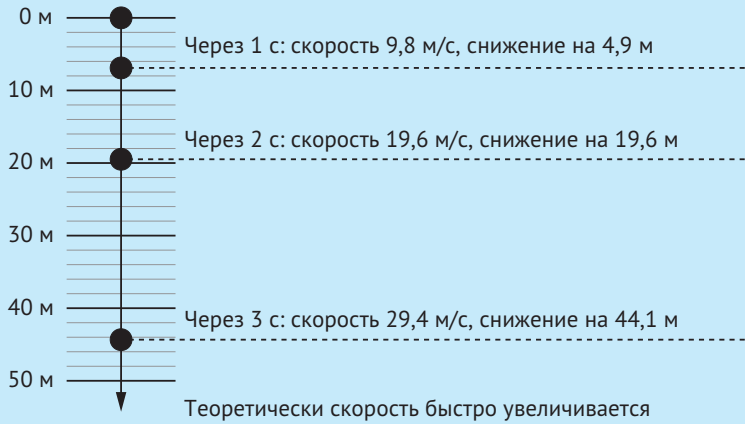 0 м
Через 1 с: скорость 9,8 м/с, снижение на 4,9 м
10 м
Через 2 с: скорость 19,6 м/с, снижение на 19,6 м
20 м
30 м
40 м
Через 3 с: скорость 29,4 м/с, снижение на 44,1 м
50 м
Теоретически скорость быстро увеличивается